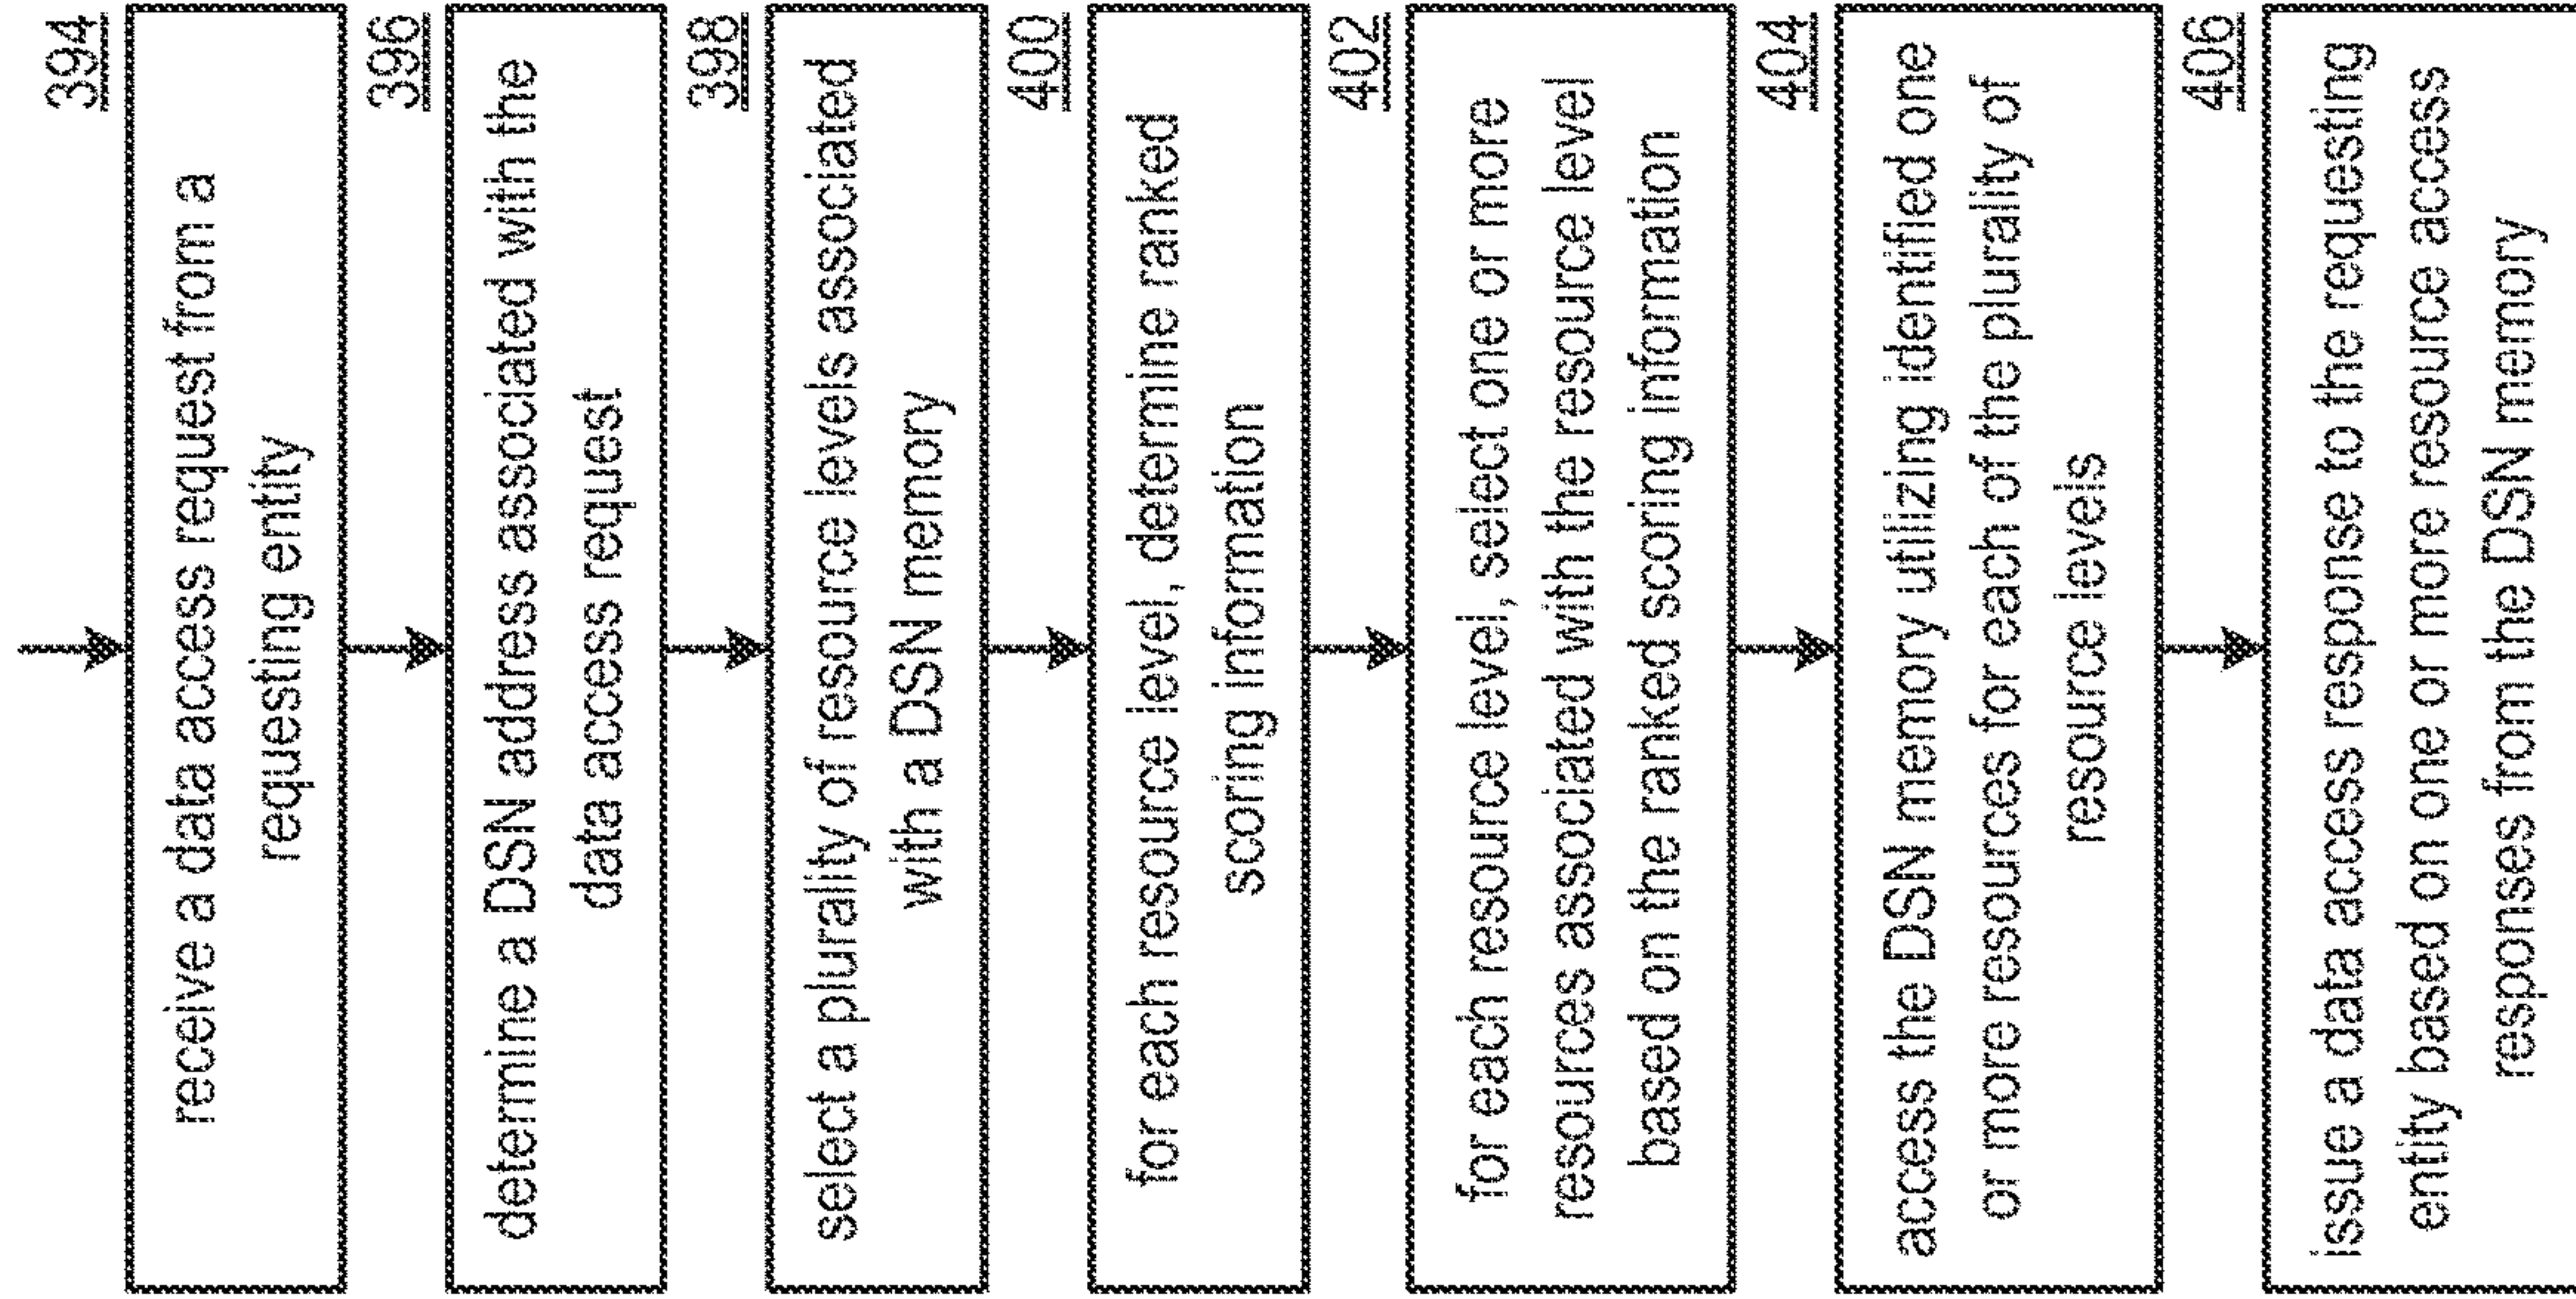 394
receive a data access request from a
requesting entity
396
determine a DSN address associated with the
data access request
398
select a plurality of resource levels associated
with a DSN memory
400
for each resource level, determine ranked
scoring information
402
for each resource level, select one or more
resources associated with the resource level
based on the ranked scoring information
404
access the DSN memory utilizing identified one
or more resources for each of the plurality of
resource levels
406
issue a data access response to the requesting
entity based on one or more resource access
responses from the DSN memory